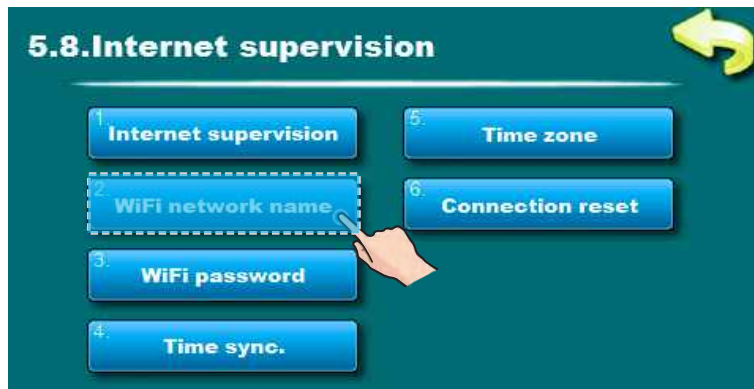 5.8.Internet supervision
1.
Internet supervision
2.
WiFi network name
3.
WiFi password
4.
Time sync.
5.
Time zone
6.
Connection reset